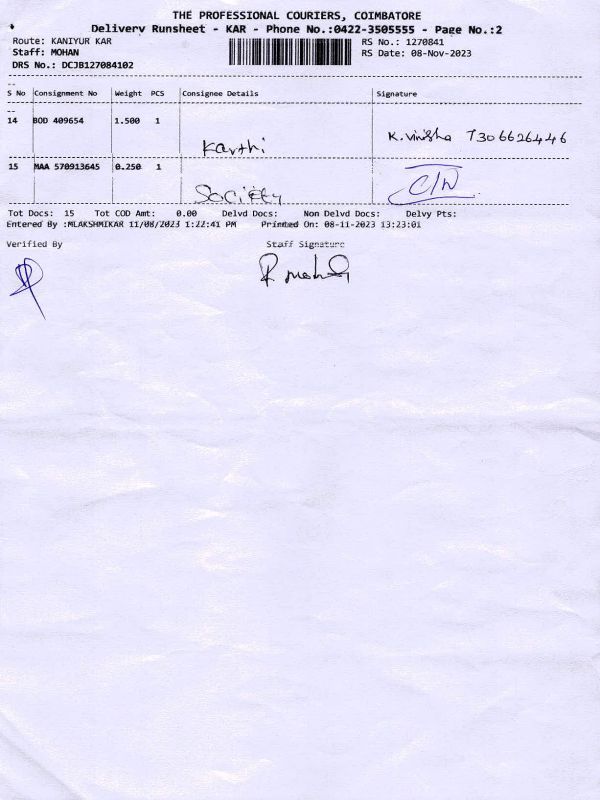 THE PROFESSIONAL COURIERS, COIMBATORE
Delivery Runsheet - KAR - Phone No.:0422-3505555 - Page No.:2
Route: KANIYUR KAR RS No.: 1270841
Staff: MOHAN RS Date: 08-Nov-2023
DRS No.: DCJB127084102
S No Consignment No Weight PCS Consignee Details Signature
14 BOD 409654 1.500 1
Karthi K.Vinisha 7306626446
15 MAA 570913645 0.250 1
Society
Tot Docs: 15 Tot COD Amt: 0.00 Delvd Docs: Non Delvd Docs: Delvy Pts:
Entered By :MLAKSHMIKAR 11/08/2023 1:22:41 PM Printed On: 08-11-2023 13:23:01
Verified By Staff Signature